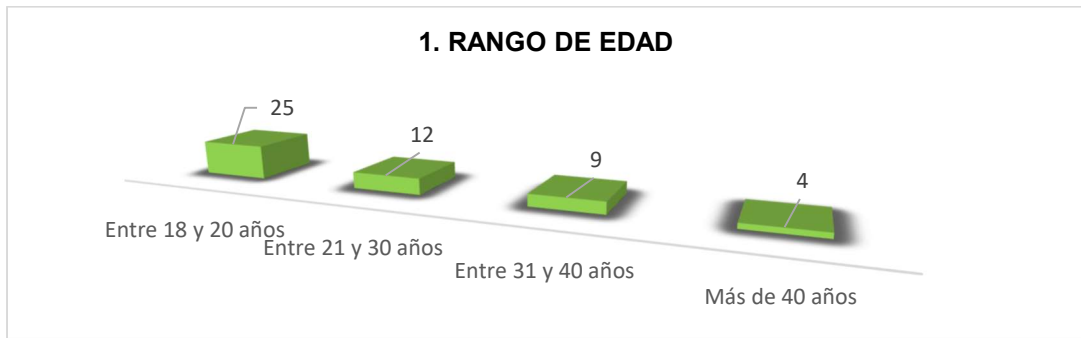 1. RANGO DE EDAD
25
12
9
4
Entre 18 y 20 años
Entre 21 y 30 años
Entre 31 y 40 años
Más de 40 años